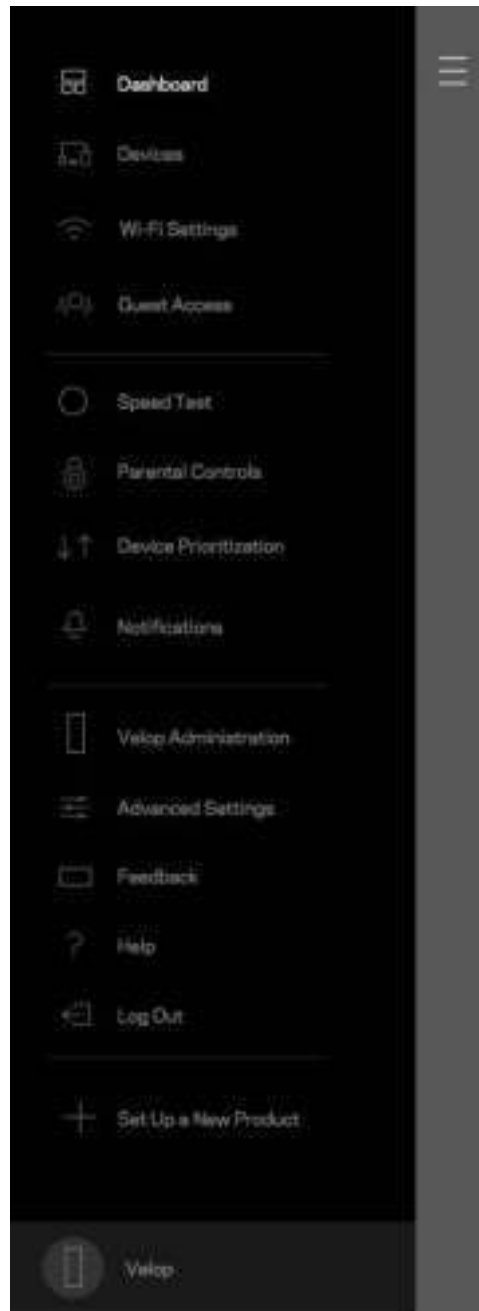 Dashboard
Devices
Wi-Fi Settings
Guest Access
Speed Test
Parental Controls
Device Prioritization
Notifications
Velop Administration
Advanced Settings
Feedback
Help
Log Out
Set Up a New Product
Velop